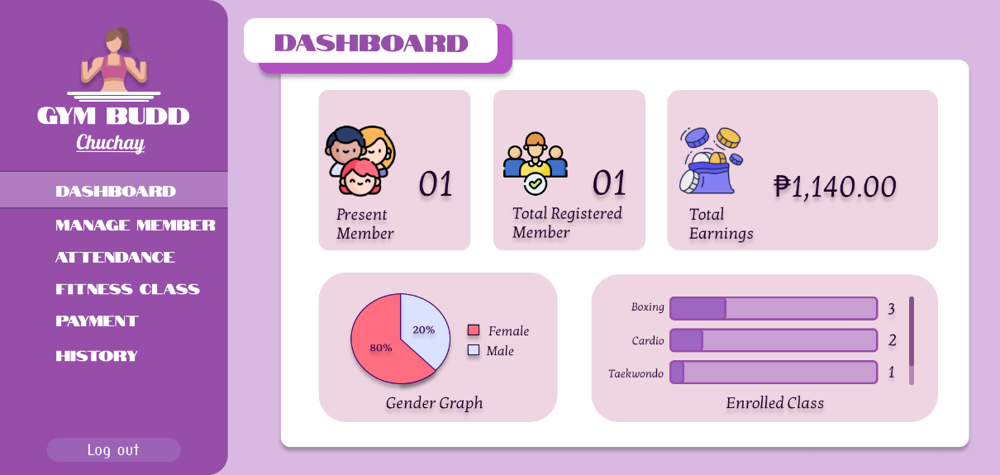 GYM BUDD
Chuchay
DASHBOARD
MANAGE MEMBER
ATTENDANCE
FITNESS CLASS
PAYMENT
HISTORY
Log out
DASHBOARD
01
Present
Member
01
Total Registered
Member
₱1,140.00
Total
Earnings
20%
80%
Female
Male
Gender Graph
Boxing 3
Cardio 2
Taekwondo 1
Enrolled Class